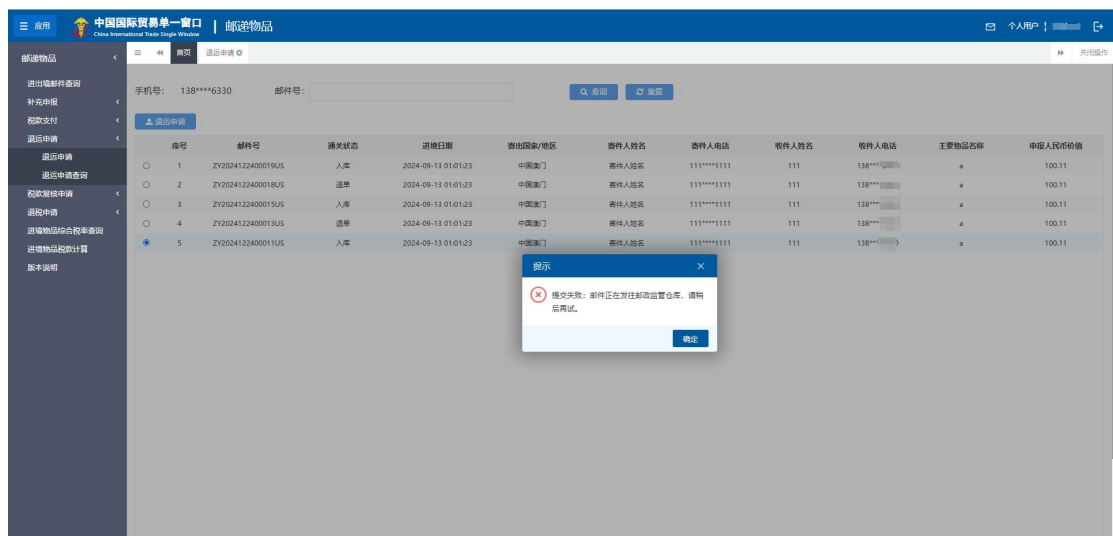 应用
中国国际贸易单一窗口 | 邮递物品
China International Trade Single Window
个人用户 |
邮递物品
首页 退运申请
关闭操作
进出境邮件查询
补充申报
税款支付
退运申请
退运申请
退运申请查询
税款复核申请
退税申请
进境物品综合税率查询
进境物品税款计算
版本说明
手机号: 138****6330 邮件号: 查询 重置
退运申请
序号 邮件号 通关状态 进境日期 寄出国家/地区 寄件人姓名 寄件人电话 收件人姓名 收件人电话 主要物品名称 申报人民币价值
1 ZY2024122400019US 入库 2024-09-13 01:01:23 中国澳门 寄件人姓名 111****1111 111 138*** a 100.11
2 ZY2024122400018US 退单 2024-09-13 01:01:23 中国澳门 寄件人姓名 111****1111 111 138*** a 100.11
3 ZY2024122400015US 入库 2024-09-13 01:01:23 中国澳门 寄件人姓名 111****1111 111 138*** a 100.11
4 ZY2024122400013US 退单 2024-09-13 01:01:23 中国澳门 寄件人姓名 111****1111 111 138*** a 100.11
5 ZY2024122400011US 入库 2024-09-13 01:01:23 中国澳门 寄件人姓名 111****1111 111 138*** a 100.11
提示
提交失败：邮件正在发往邮政监管仓库，请稍
后再试。
确定